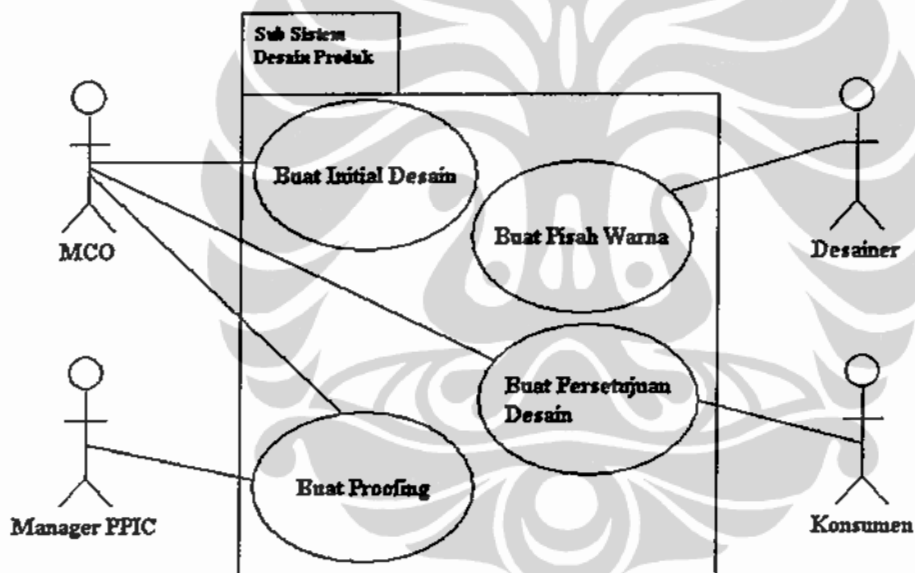 Sub Sistem
Desain Produk
Buat Initial Desain
Buat Pisah Warna
MCO
Desainer
Buat Persetujuan
Desain
Buat Proofing
Manager PPIC
Konsumen